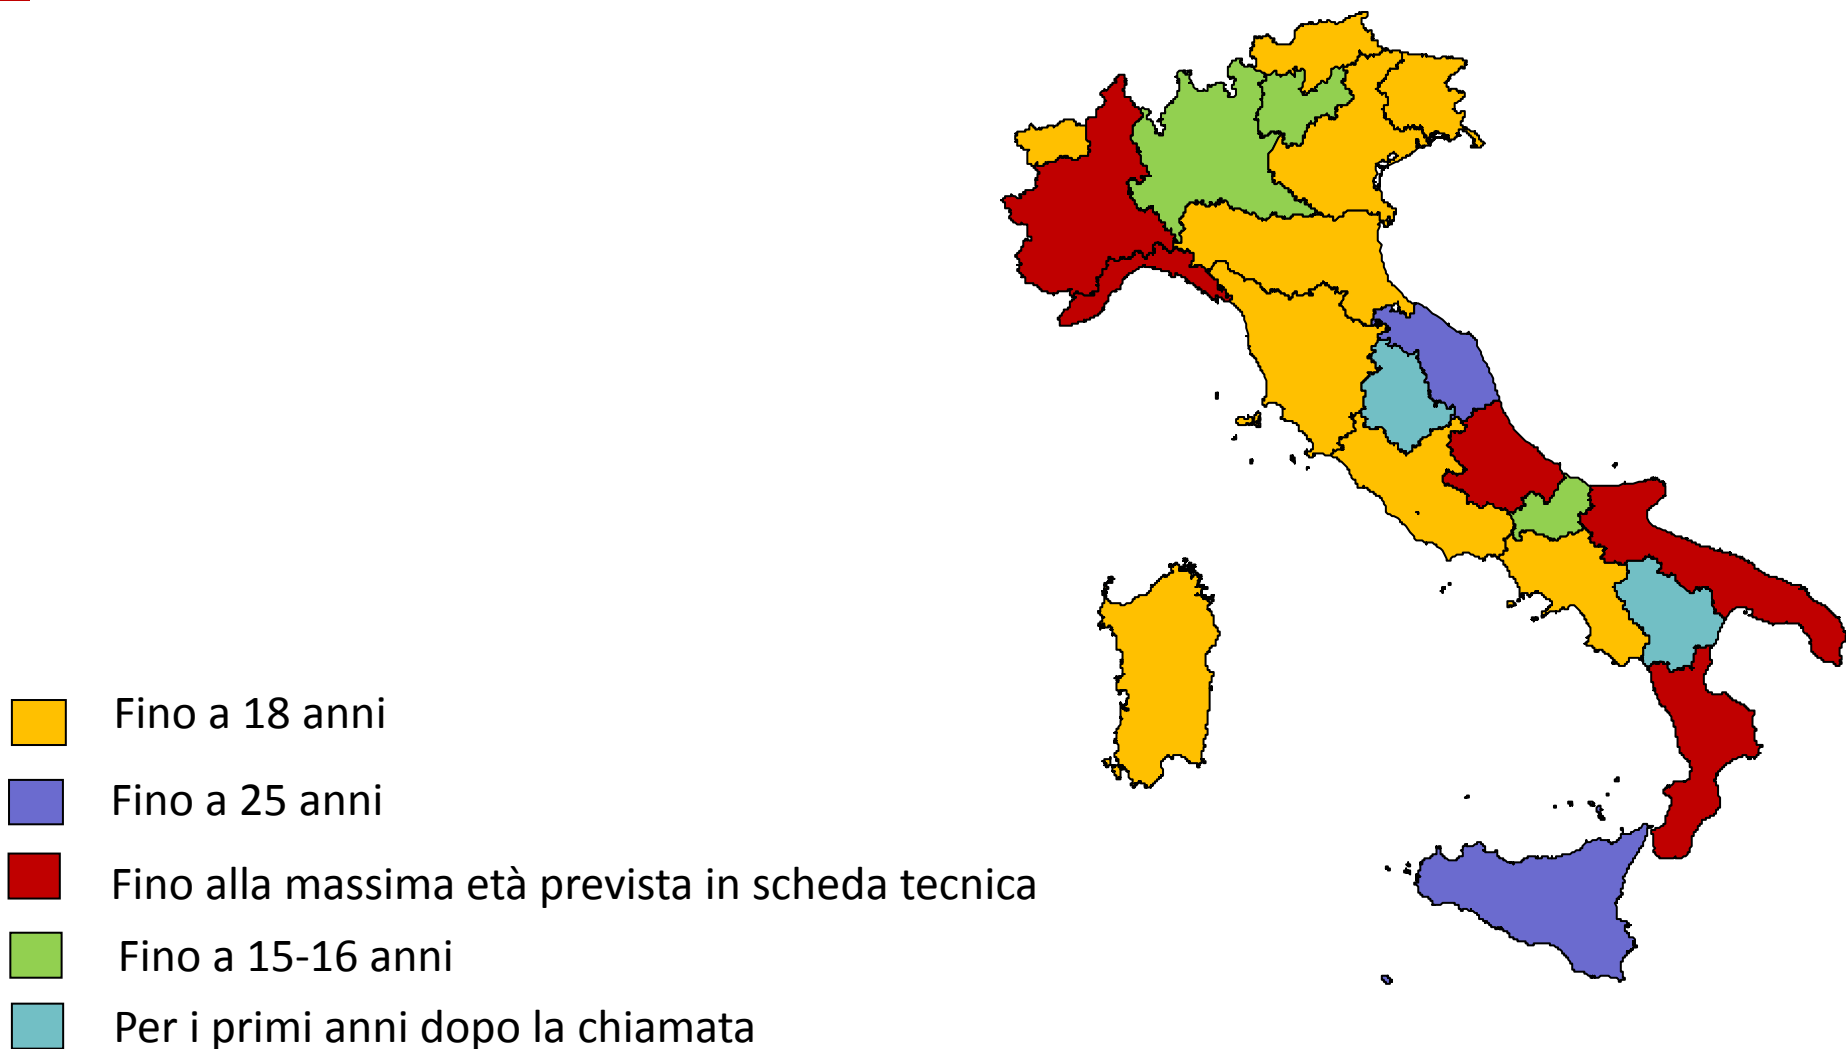 Fino a 18 anni
Fino a 25 anni
Fino alla massima età prevista in scheda tecnica
Fino a 15-16 anni
Per i primi anni dopo la chiamata